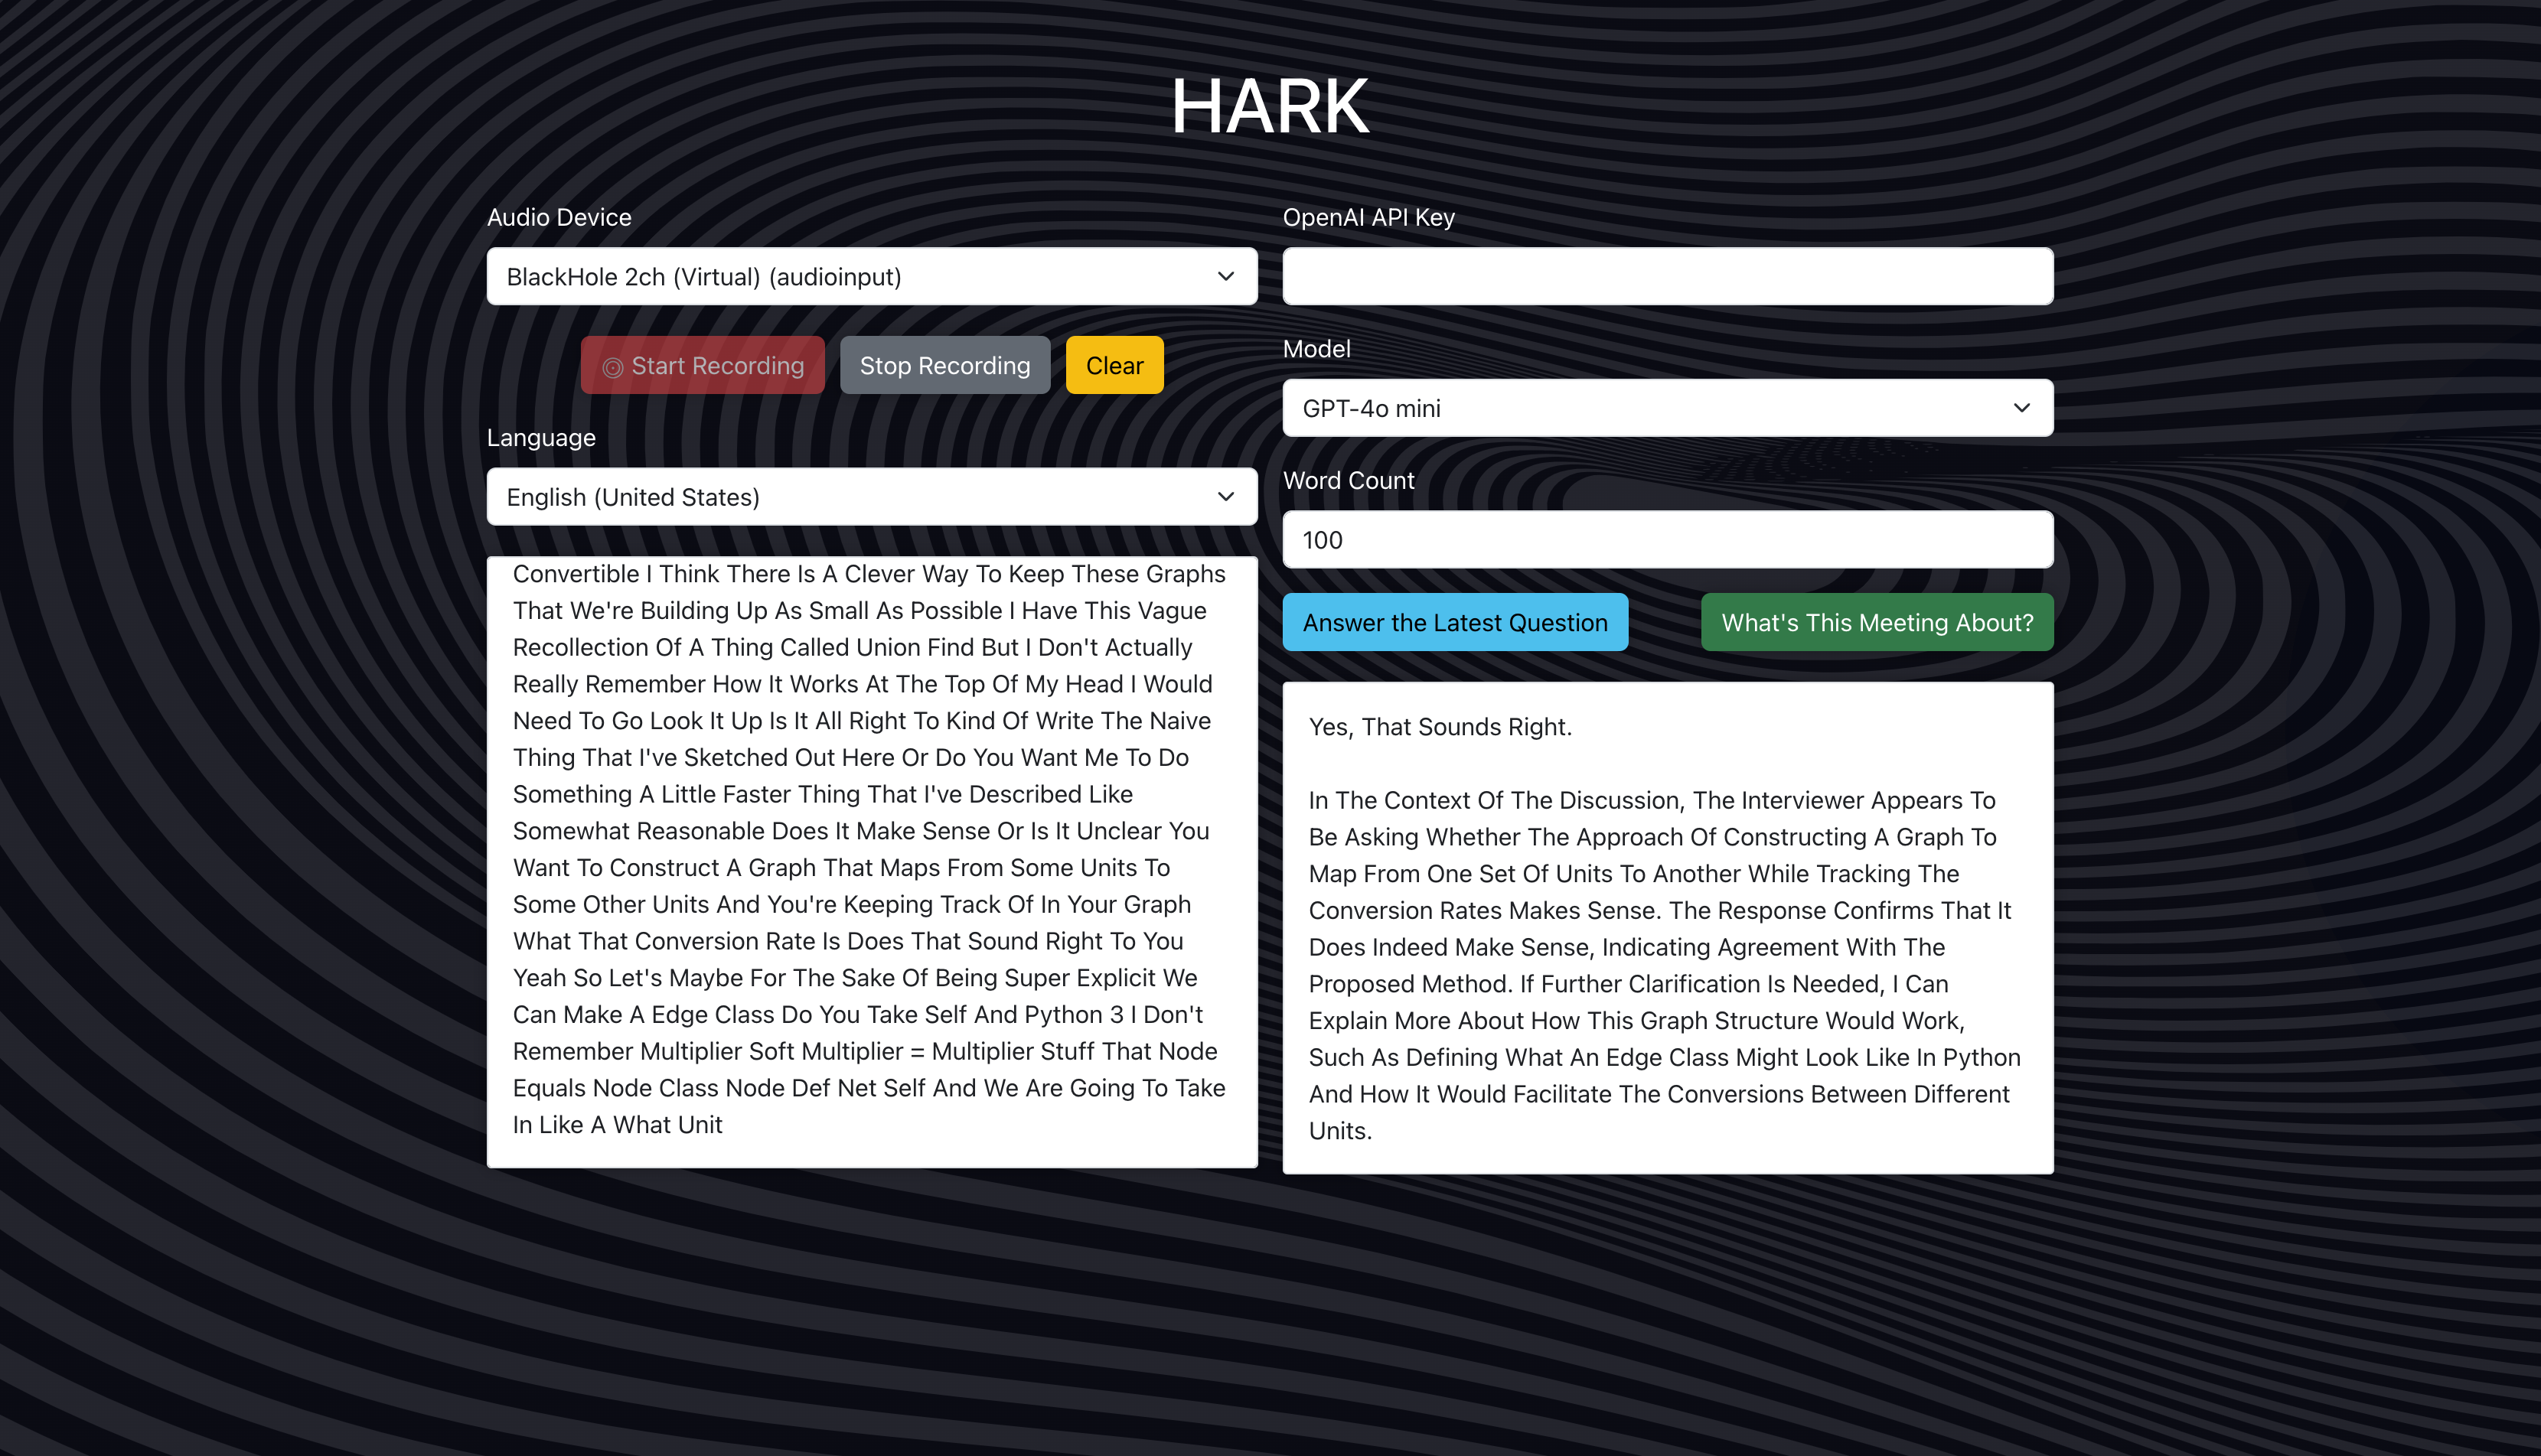 HARK
Audio Device
BlackHole 2ch (Virtual) (audioinput)
Start Recording
Stop Recording
Clear
Language
English (United States)
Convertible I Think There Is A Clever Way To Keep These Graphs
That We're Building Up As Small As Possible I Have This Vague
Recollection Of A Thing Called Union Find But I Don't Actually
Really Remember How It Works At The Top Of My Head I Would
Need To Go Look It Up Is It All Right To Kind Of Write The Naive
Thing That I've Sketched Out Here Or Do You Want Me To Do
Something A Little Faster Thing That I've Described Like
Somewhat Reasonable Does It Make Sense Or Is It Unclear You
Want To Construct A Graph That Maps From Some Units To
Some Other Units And You're Keeping Track Of In Your Graph
What That Conversion Rate Is Does That Sound Right To You
Yeah So Let's Maybe For The Sake Of Being Super Explicit We
Can Make A Edge Class Do You Take Self And Python 3 I Don't
Remember Multiplier Soft Multiplier = Multiplier Stuff That Node
Equals Node Class Node Def Net Self And We Are Going To Take
In Like A What Unit
OpenAI API Key
Model
GPT-4o mini
Word Count
100
Answer the Latest Question
What's This Meeting About?
Yes, That Sounds Right.
In The Context Of The Discussion, The Interviewer Appears To
Be Asking Whether The Approach Of Constructing A Graph To
Map From One Set Of Units To Another While Tracking The
Conversion Rates Makes Sense. The Response Confirms That It
Does Indeed Make Sense, Indicating Agreement With The
Proposed Method. If Further Clarification Is Needed, I Can
Explain More About How This Graph Structure Would Work,
Such As Defining What An Edge Class Might Look Like In Python
And How It Would Facilitate The Conversions Between Different
Units.